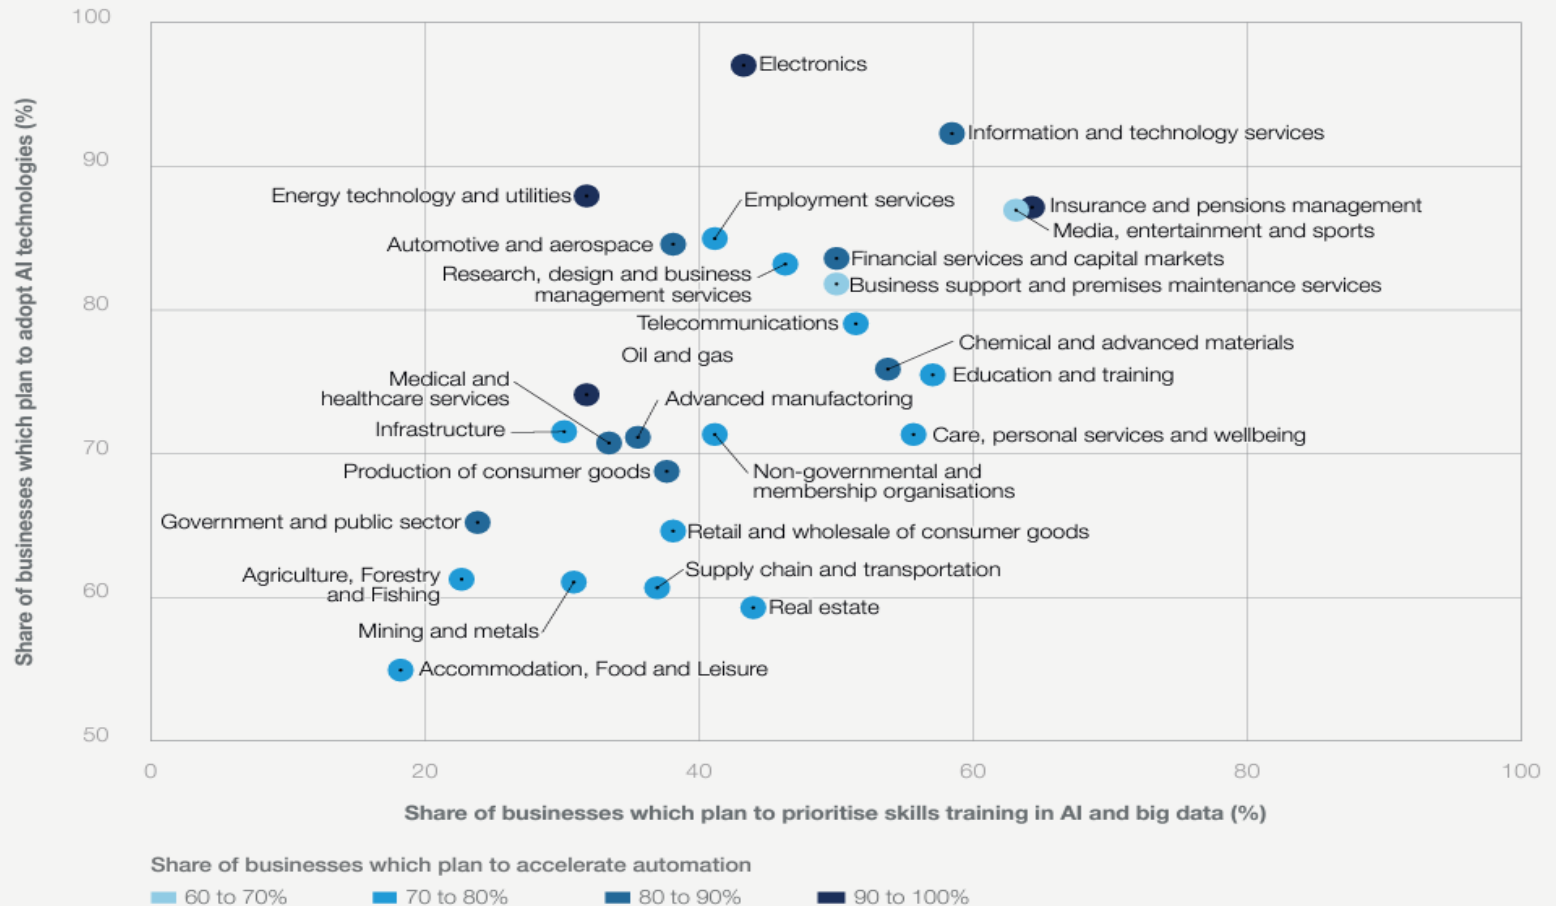 100
Electronics
Share of businesses which plan to adopt AI technologies (%)
Information and technology services
90
Energy technology and utilities
Employment services
Insurance and pensions management
Media, entertainment and sports
Automotive and aerospace
Financial services and capital markets
Research, design and business
management services
Business support and premises maintenance services
80
Telecommunications
Oil and gas
Chemical and advanced materials
Education and training
Medical and
healthcare services
Advanced manufactoring
Infrastructure
Care, personal services and wellbeing
70
Production of consumer goods
Non-governmental and
membership organisations
Government and public sector
Retail and wholesale of consumer goods
Agriculture, Forestry
and Fishing
Supply chain and transportation
60
Real estate
Mining and metals
Accommodation, Food and Leisure
50
0 20 40 60 80 100
Share of businesses which plan to prioritise skills training in AI and big data (%)
Share of businesses which plan to accelerate automation
60 to 70% 70 to 80% 80 to 90% 90 to 100%